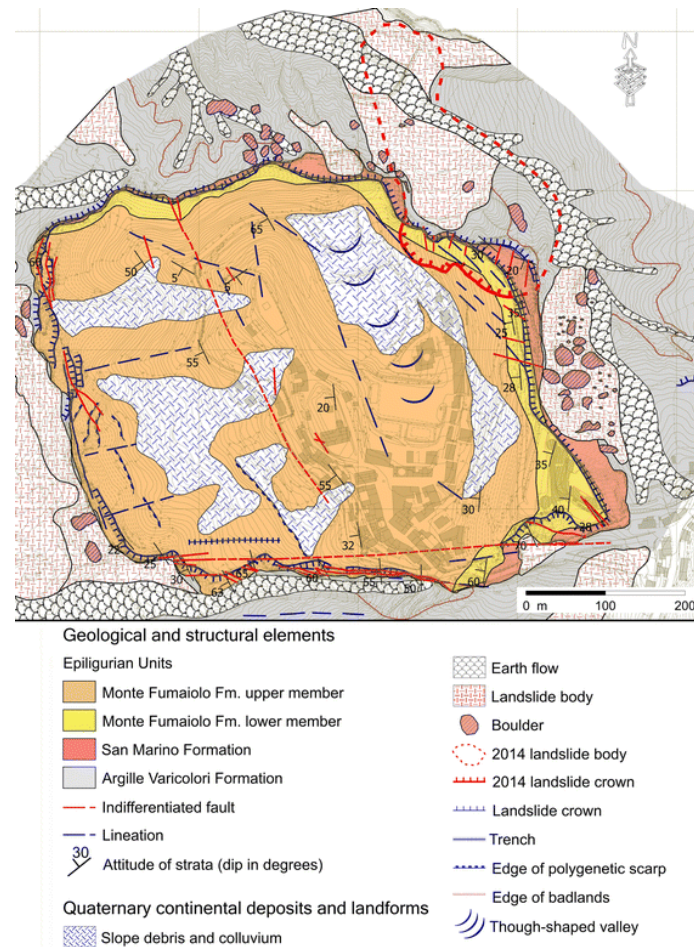 N
65
30
60
50
5
5
20
35
25
55
28
20
35
55
30
40
28
32
70
22
25
30
63
60
55
50
60
0 m 100 200
Geological and structural elements
Epiligurian Units
Monte Fumaiolo Fm. upper member
Monte Fumaiolo Fm. lower member
San Marino Formation
Argille Varicolori Formation
Indifferentiated fault
Lineation
30
Attitude of strata (dip in degrees)
Quaternary continental deposits and landforms
Slope debris and colluvium
Earth flow
Landslide body
Boulder
2014 landslide body
2014 landslide crown
Landslide crown
Trench
Edge of polygenetic scarp
Edge of badlands
Though-shaped valley